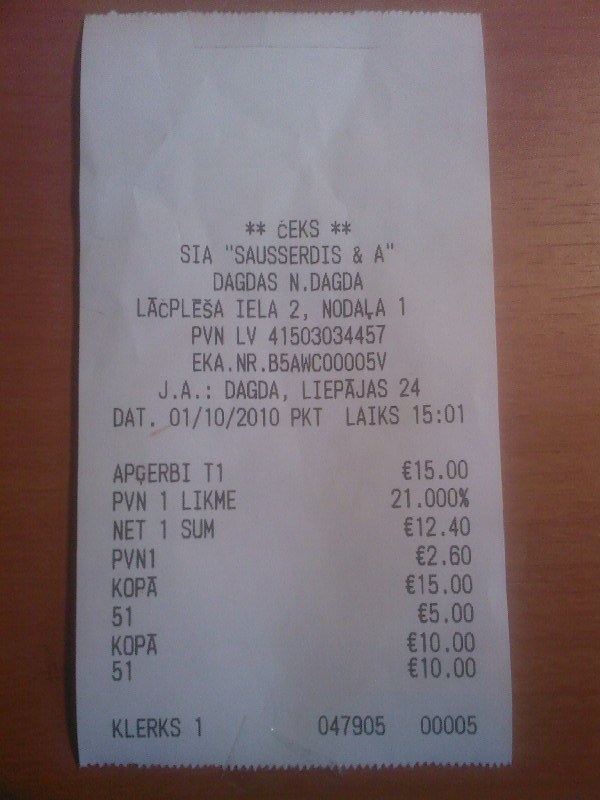 ** ČEKS **
SIA "SAUSSERDIS & A"
DAGDAS N.DAGDA
LĀČPLĒŠA IELA 2, NODAĻA 1
PVN LV 41503034457
EKA.NR.B5AWC00005V
J.A.: DAGDA, LIEPĀJAS 24
DAT. 01/10/2010 PKT LAIKS 15:01
APĢERBI T1 €15.00
PVN 1 LIKME 21.000%
NET 1 SUM €12.40
PVN1 €2.60
KOPĀ €15.00
51 €5.00
KOPĀ €10.00
51 €10.00
KLERKS 1 047905 00005